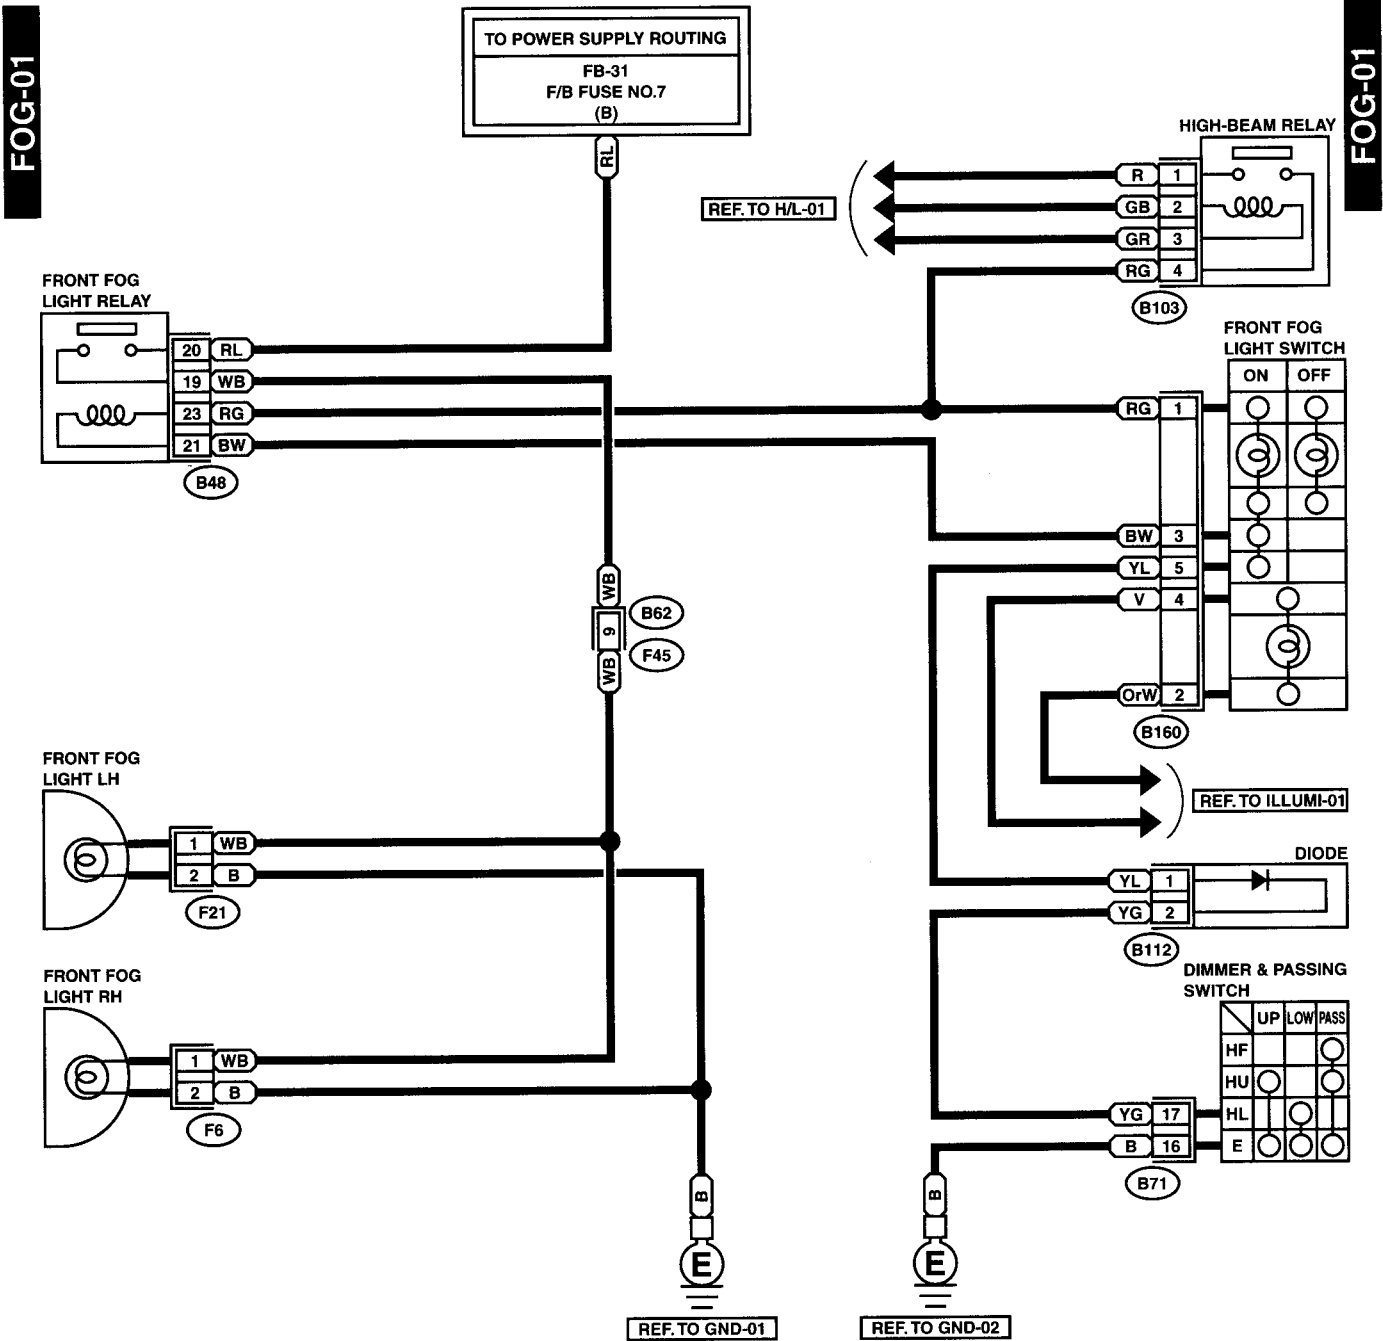 FOG-01
FOG-01
TO POWER SUPPLY ROUTING
FB-31
F/B FUSE NO.7
(B)
RL
HIGH-BEAM RELAY
R 1
GB 2
GR 3
RG 4
B103
REF. TO H/L-01
FRONT FOG
LIGHT RELAY
20 RL
19 WB
23 RG
21 BW
B48
FRONT FOG
LIGHT SWITCH
ON OFF
RG 1
BW 3
YL 5
V 4
OrW 2
B160
WB
B62
9
F45
WB
REF. TO ILLUMI-01
FRONT FOG
LIGHT LH
1 WB
2 B
F21
DIODE
YL 1
YG 2
B112
FRONT FOG
LIGHT RH
1 WB
2 B
F6
DIMMER & PASSING
SWITCH
UP LOW PASS
HF
HU
HL
E
YG 17
B 16
B71
B
E
REF. TO GND-01
B
E
REF. TO GND-02